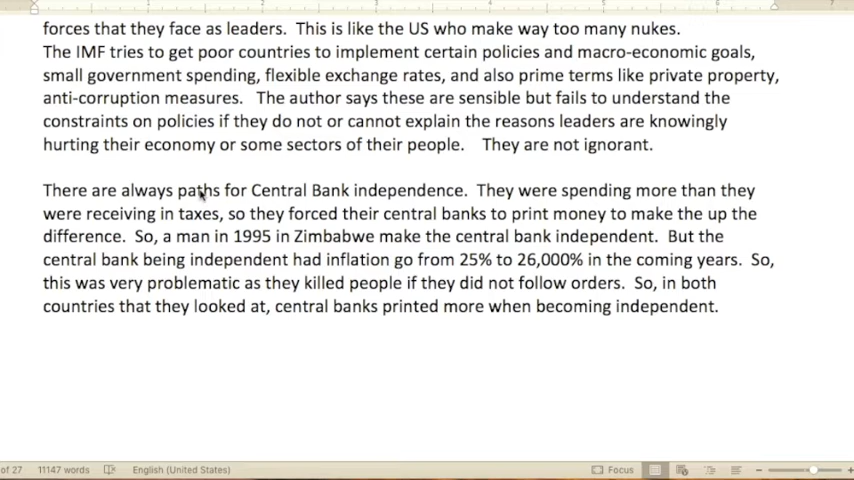 forces that they face as leaders.  This is like the US who make way too many nukes.
The IMF tries to get poor countries to implement certain policies and macro-economic goals,
small government spending, flexible exchange rates, and also prime terms like private property,
anti-corruption measures.   The author says these are sensible but fails to understand the
constraints on policies if they do not or cannot explain the reasons leaders are knowingly
hurting their economy or some sectors of their people.    They are not ignorant.
There are always paths for Central Bank independence.  They were spending more than they
were receiving in taxes, so they forced their central banks to print money to make the up the
difference.  So, a man in 1995 in Zimbabwe make the central bank independent.  But the
central bank being independent had inflation go from 25% to 26,000% in the coming years.  So,
this was very problematic as they killed people if they did not follow orders.  So, in both
countries that they looked at, central banks printed more when becoming independent.
of 27 11147 words English (United States) Focus